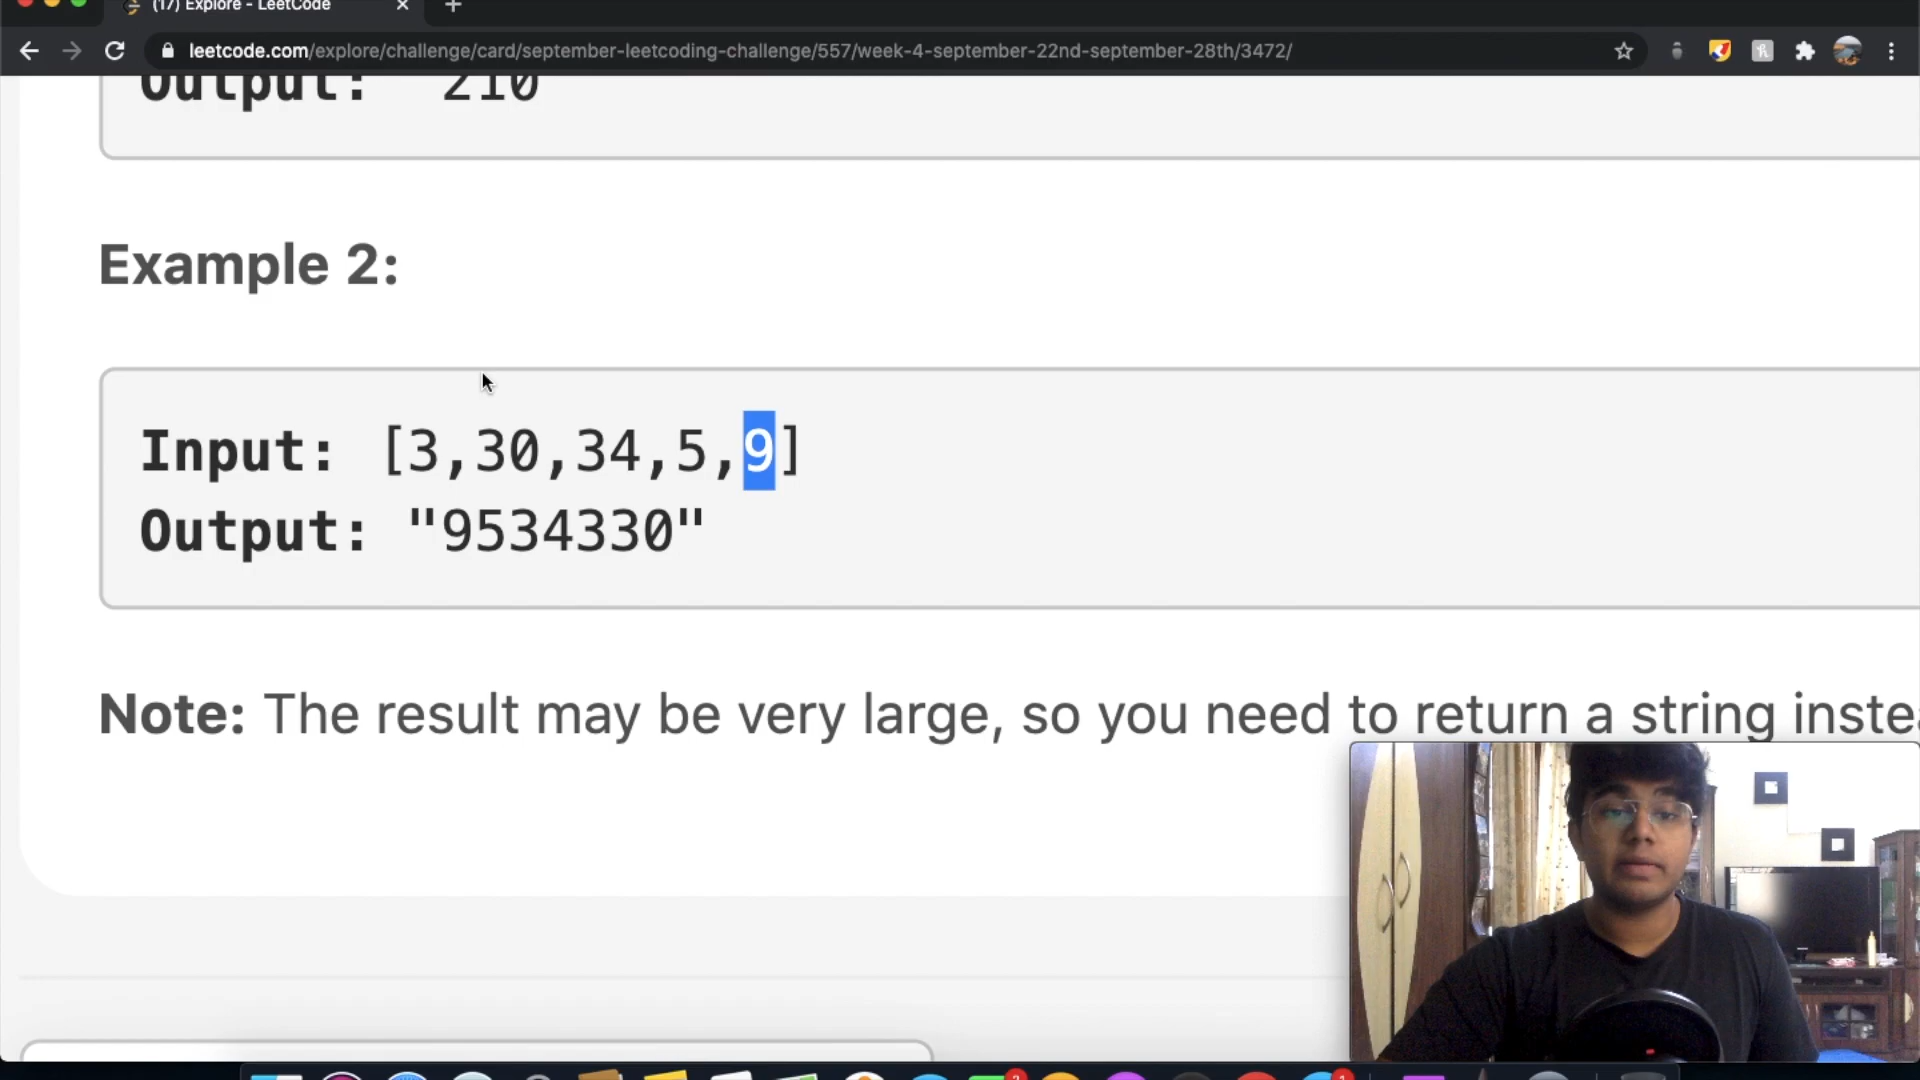 (17) Explore - LeetCode
leetcode.com/explore/challenge/card/september-leetcoding-challenge/557/week-4-september-22nd-september-28th/3472/
Output: "210"
Example 2:
Input: [3,30,34,5,9]
Output: "9534330"
Note: The result may be very large, so you need to return a string